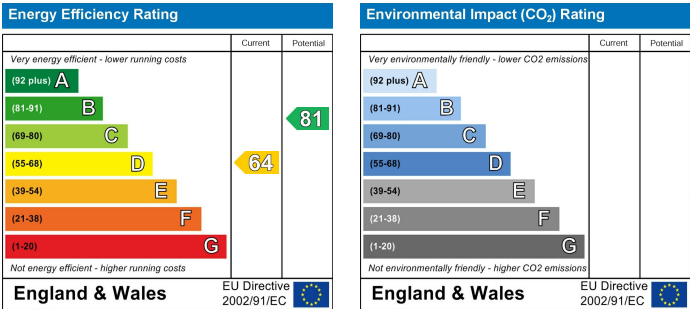 Energy Efficiency Rating
Current Potential
Very energy efficient - lower running costs
(92 plus) A
(81-91) B
(69-80) C
(55-68) D
(39-54) E
(21-38) F
(1-20) G
64
81
Not energy efficient - higher running costs
England & Wales
EU Directive
2002/91/EC
Environmental Impact (CO₂) Rating
Current Potential
Very environmentally friendly - lower CO2 emissions
(92 plus) A
(81-91) B
(69-80) C
(55-68) D
(39-54) E
(21-38) F
(1-20) G
Not environmentally friendly - higher CO2 emissions
England & Wales
EU Directive
2002/91/EC